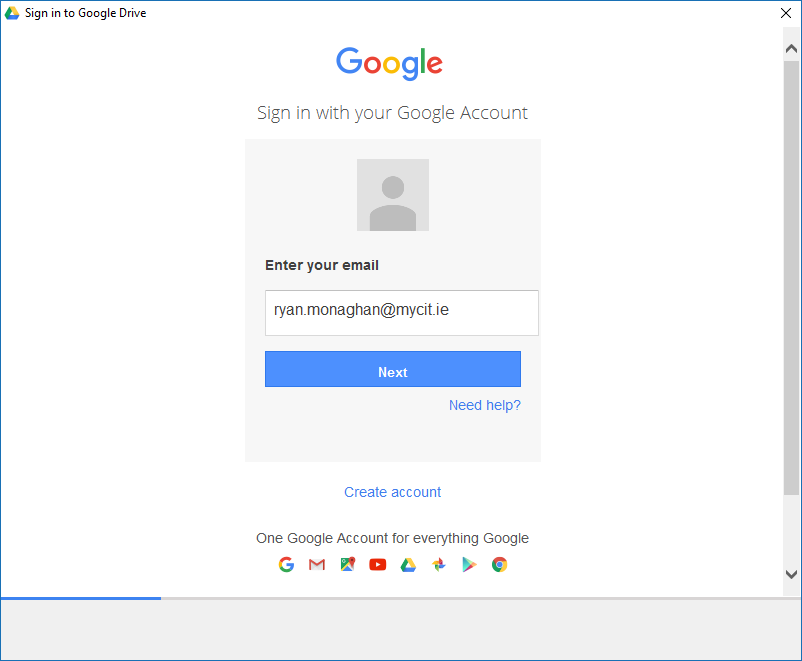 Sign in to Google Drive
Google
Sign in with your Google Account
Enter your email
ryan.monaghan@mycit.ie
Next
Need help?
Create account
One Google Account for everything Google